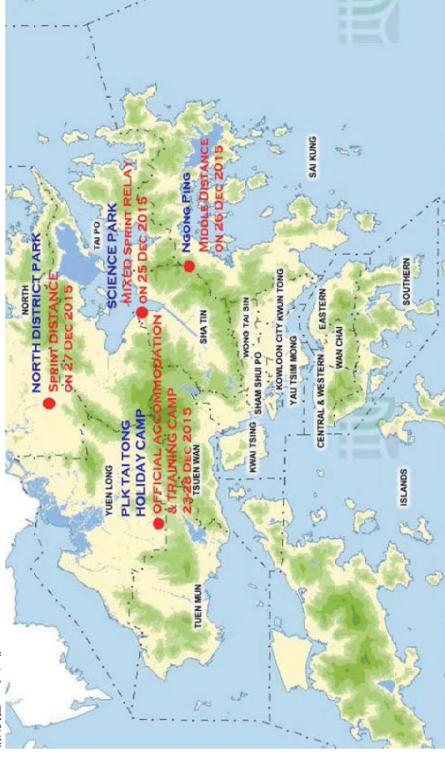 NORTH
NORTH DISTRICT PARK
SPRINT DISTANCE
ON 27 DEC 2015
TAI PO
SCIENCE PARK
MIXED SPRINT RELAY
ON 25 DEC 2015
NGONG PING
MIDDLE DISTANCE
ON 26 DEC 2015
YUEN LONG
PLK TAI TONG
HOLIDAY CAMP
OFFICIAL ACCOMMODATION
& TRAINING CAMP
23-28 DEC 2015
TSUEN WAN
TUEN MUN
SHA TIN
SAI KUNG
KWAI TSING
SHAM SHUI PO
WONG TAI SIN
KOWLOON CITY
KWUN TONG
YAU TSIM MONG
CENTRAL & WESTERN
WAN CHAI
EASTERN
SOUTHERN
ISLANDS